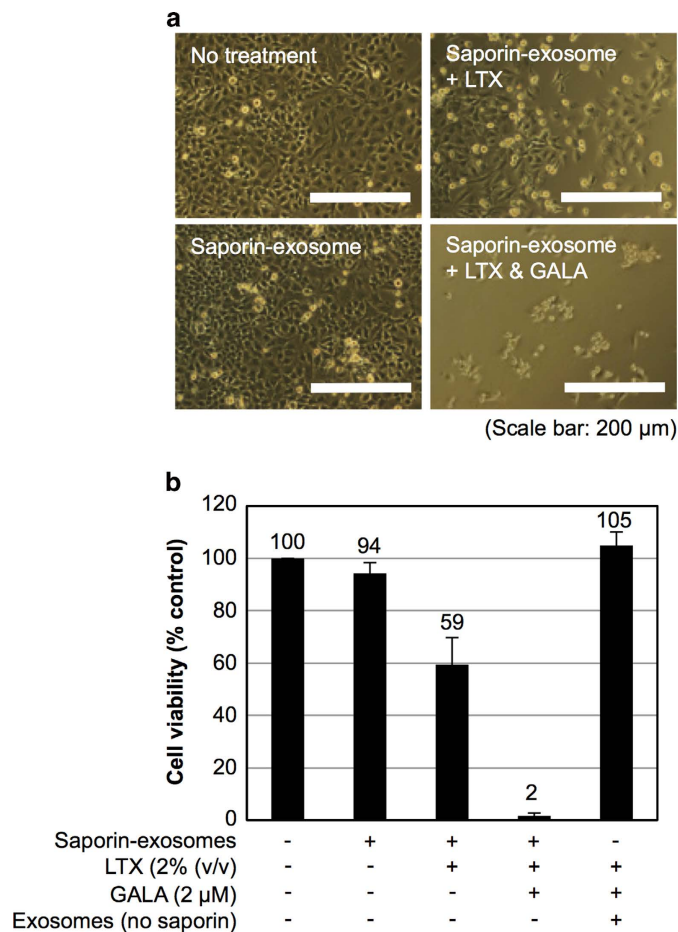 a
No treatment
Saporin-exosome
+ LTX
Saporin-exosome
Saporin-exosome
+ LTX & GALA
(Scale bar: 200 µm)
b
Cell viability (% control)
120
100
80
60
40
20
0
100
94
59
2
105
Saporin-exosomes - + + + -
LTX (2% (v/v) - - + + +
GALA (2 µM) - - - + +
Exosomes (no saporin) - - - - +